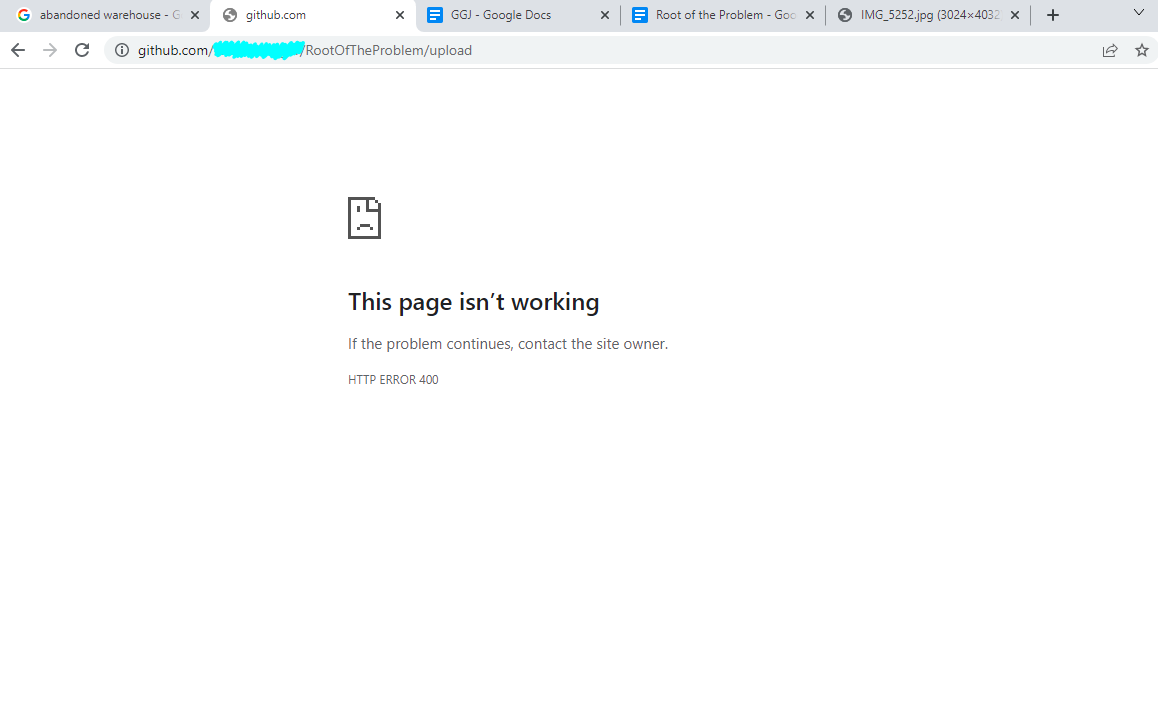 abandoned warehouse - G
github.com
GGJ - Google Docs
Root of the Problem - Goo
IMG_5252.jpg (3024×4032
github.com/
/RootOfTheProblem/upload
This page isn’t working
If the problem continues, contact the site owner.
HTTP ERROR 400